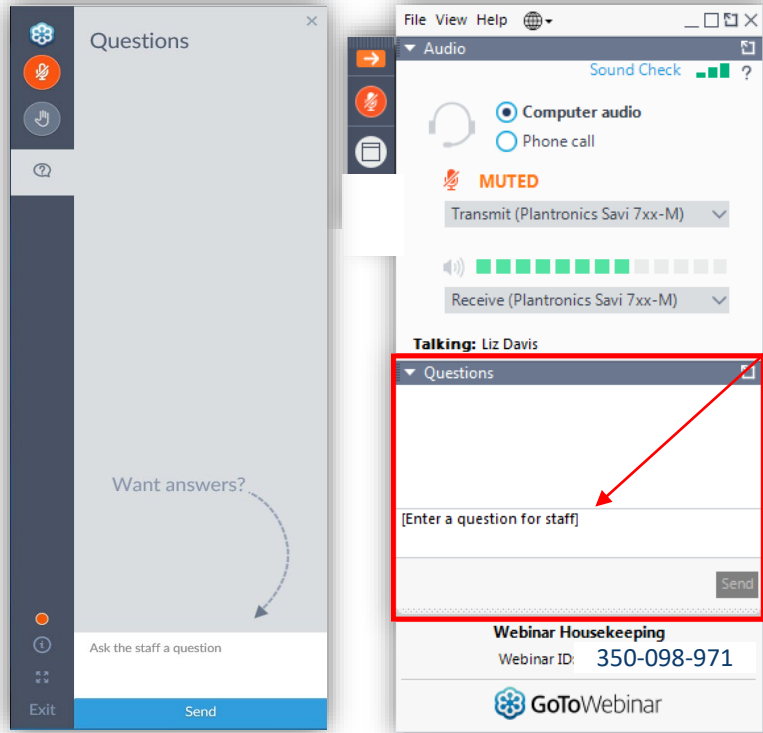 Questions
Want answers?
Ask the staff a question
Exit
Send
File View Help
Audio
Sound Check
?
Computer audio
Phone call
MUTED
Transmit (Plantronics Savi 7xx-M)
Receive (Plantronics Savi 7xx-M)
Talking: Liz Davis
Questions
[Enter a question for staff]
Send
Webinar Housekeeping
Webinar ID: 350-098-971
GoToWebinar